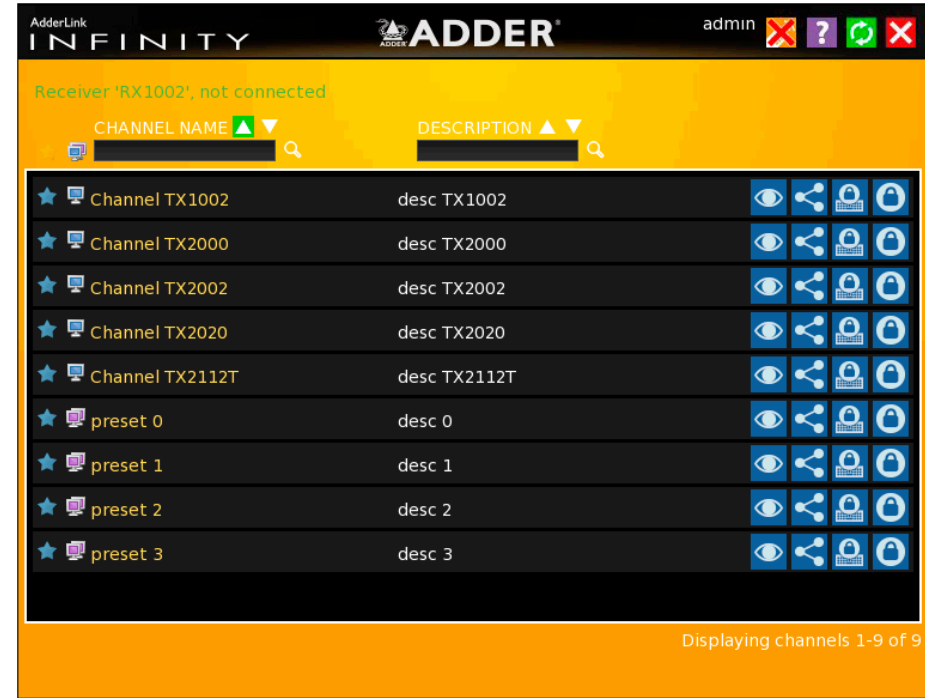 AdderLink
INFINITY
ADDER
ADDER®
admin
?
Receiver 'RX1002', not connected
CHANNEL NAME
DESCRIPTION
Channel TX1002 desc TX1002
Channel TX2000 desc TX2000
Channel TX2002 desc TX2002
Channel TX2020 desc TX2020
Channel TX2112T desc TX2112T
preset 0 desc 0
preset 1 desc 1
preset 2 desc 2
preset 3 desc 3
Displaying channels 1-9 of 9